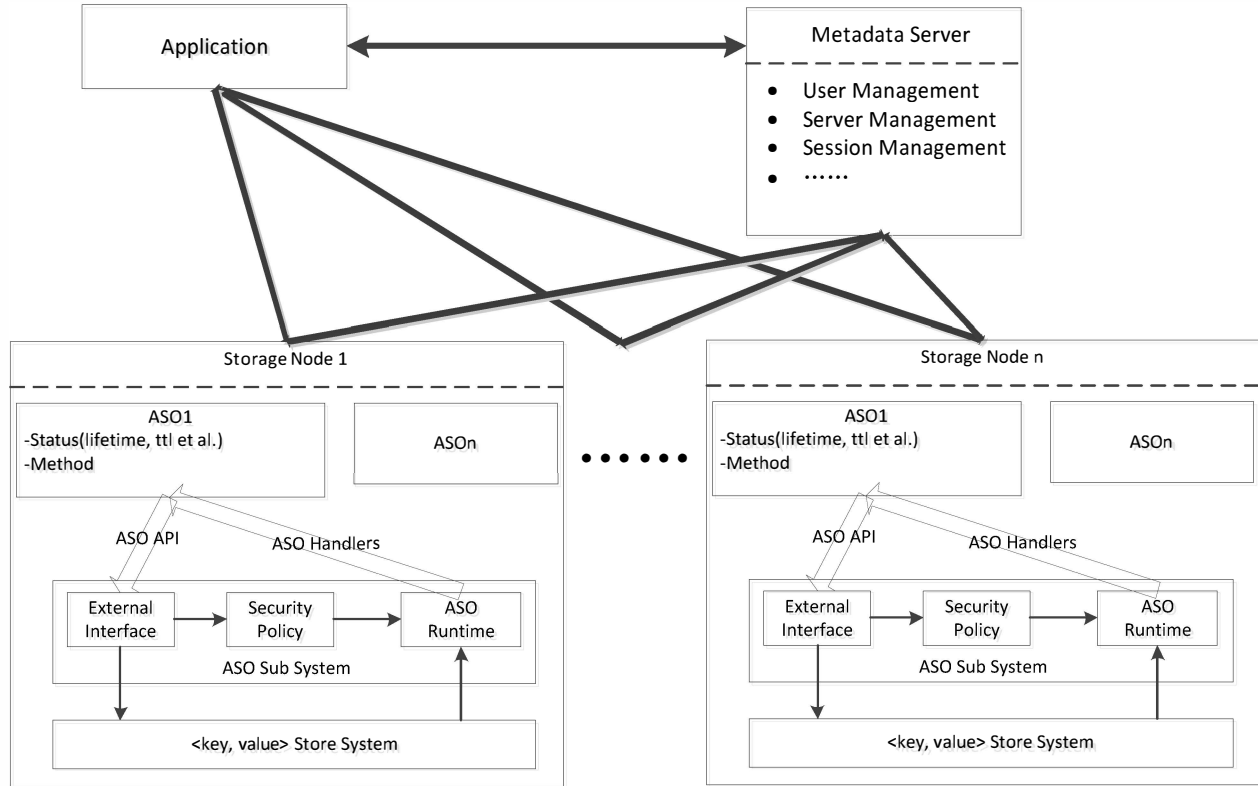 Application
Metadata Server
• User Management
• Server Management
• Session Management
• ······
Storage Node 1
ASO1
-Status(lifetime, ttl et al.)
-Method
ASOn
ASO API
ASO Handlers
External
Interface
Security
Policy
ASO
Runtime
ASO Sub System
<key, value> Store System
······
Storage Node n
ASO1
-Status(lifetime, ttl et al.)
-Method
ASOn
ASO API
ASO Handlers
External
Interface
Security
Policy
ASO
Runtime
ASO Sub System
<key, value> Store System